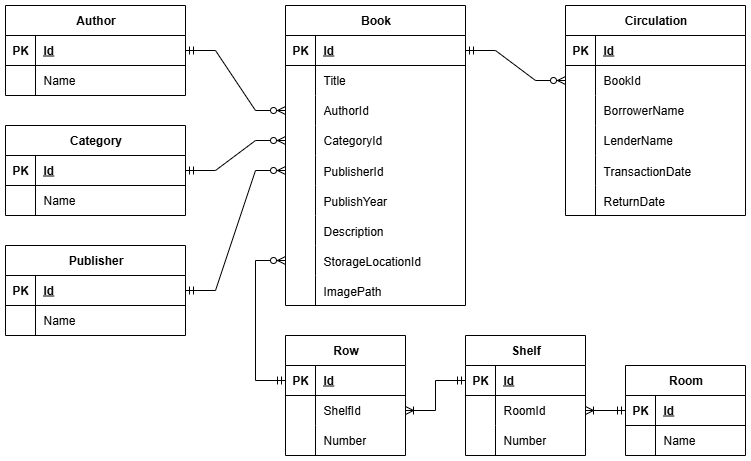 Author
PK Id
Name
Category
PK Id
Name
Publisher
PK Id
Name
Book
PK Id
Title
AuthorId
CategoryId
PublisherId
PublishYear
Description
StorageLocationId
ImagePath
Circulation
PK Id
BookId
BorrowerName
LenderName
TransactionDate
ReturnDate
Row
PK Id
ShelfId
Number
Shelf
PK Id
RoomId
Number
Room
PK Id
Name